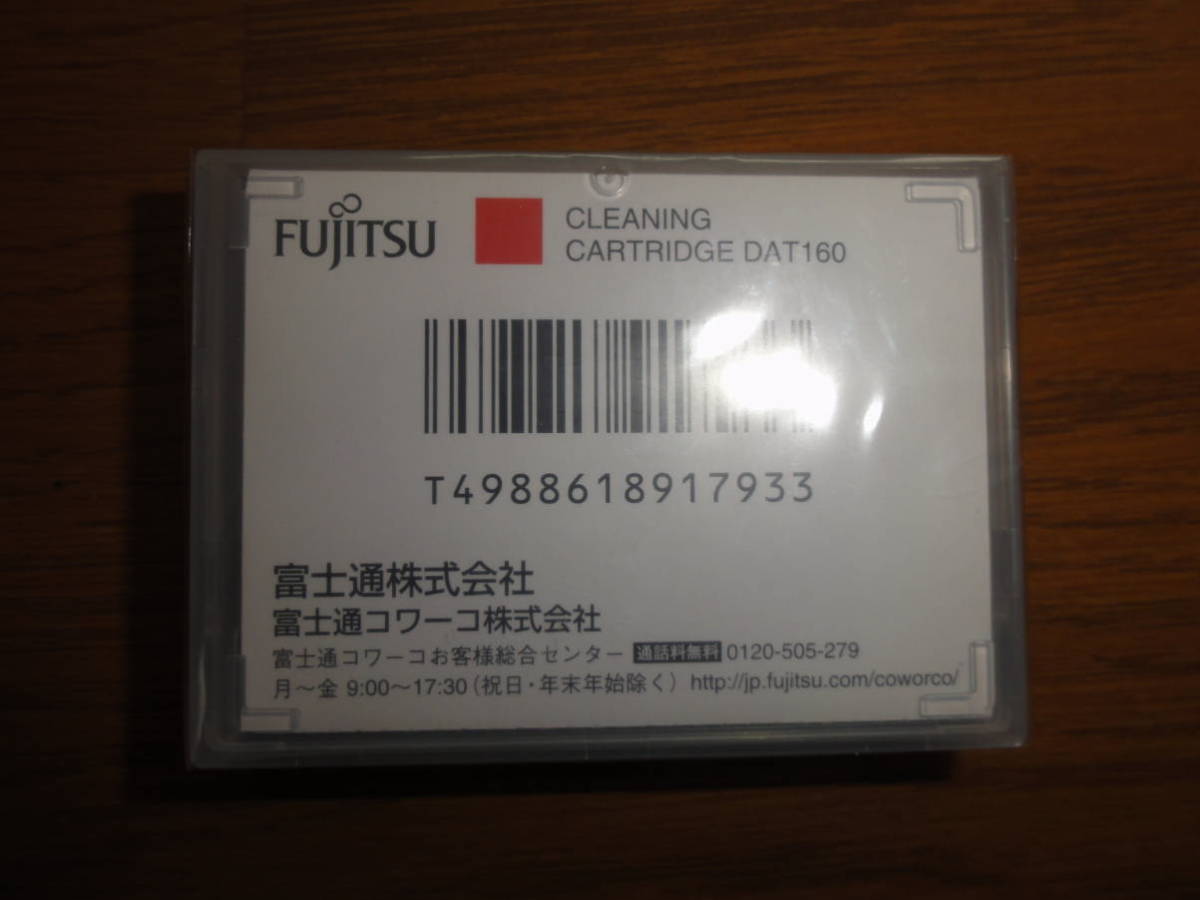 FUJITSU
CLEANING
CARTRIDGE DAT160
T4988618917933
富士通株式会社
富士通コワーコ株式会社
富士通コワーコお客様総合センター 通話料無料 0120-505-279
月～金 9:00～17:30（祝日・年末年始除く）http://jp.fujitsu.com/coworco/